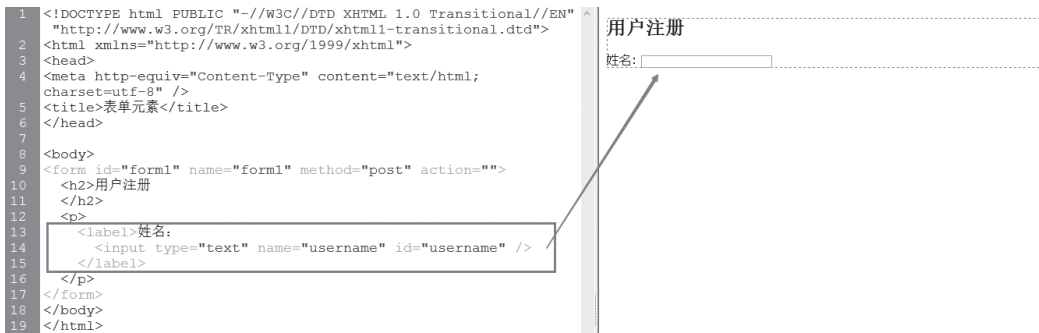 1 <!DOCTYPE html PUBLIC "-//W3C//DTD XHTML 1.0 Transitional//EN"
"http://www.w3.org/TR/xhtml1/DTD/xhtml1-transitional.dtd">
2 <html xmlns="http://www.w3.org/1999/xhtml">
3 <head>
4 <meta http-equiv="Content-Type" content="text/html;
charset=utf-8" />
5 <title>表单元素</title>
6 </head>
7
8 <body>
9 <form id="form1" name="form1" method="post" action="">
10 <h2>用户注册
11 </h2>
12 <p>
13 <label>姓名:
14 <input type="text" name="username" id="username" />
15 </label>
16 </p>
17 </form>
18 </body>
19 </html>
用户注册
姓名: